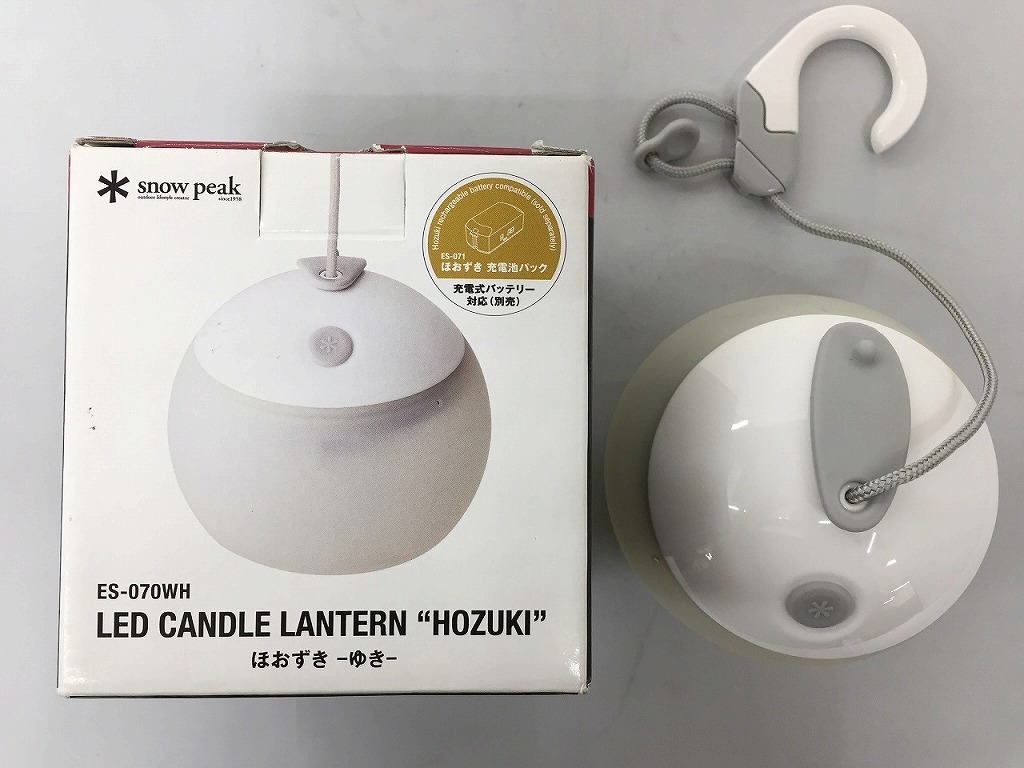 snow peak
outdoor lifestyle creator
since1958
Hozuki rechargeable battery compatible (sold separately)
ES-071
ほおずき 充電池パック
充電式バッテリー
対応(別売)
ES-070WH
LED CANDLE LANTERN “HOZUKI”
ほおずき -ゆき-